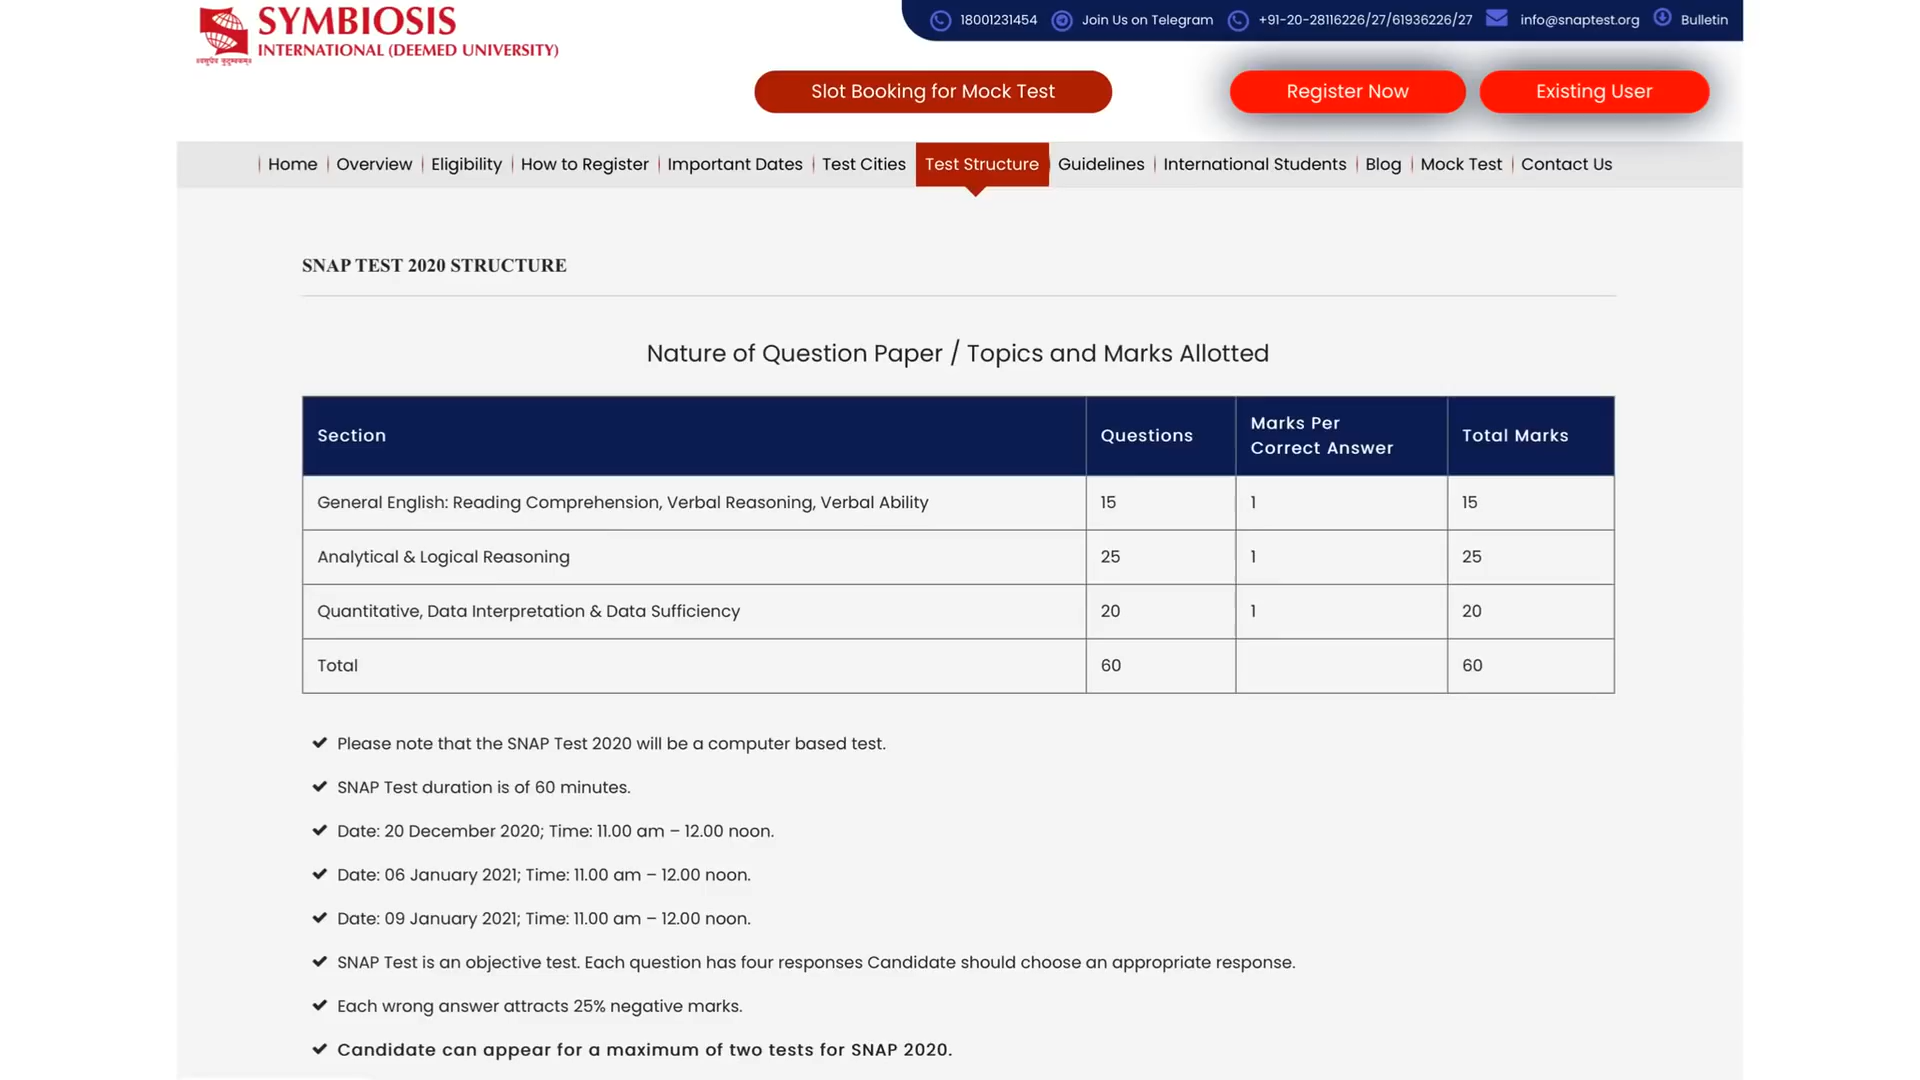 SYMBIOSIS
INTERNATIONAL (DEEMED UNIVERSITY)
॥वसुधैव कुटुम्बकम्॥
18001231454 Join Us on Telegram +91-20-28116226/27/61936226/27 info@snaptest.org Bulletin
Slot Booking for Mock Test Register Now Existing User
Home Overview Eligibility How to Register Important Dates Test Cities Test Structure Guidelines International Students Blog Mock Test Contact Us
SNAP TEST 2020 STRUCTURE
Nature of Question Paper / Topics and Marks Allotted
Section Questions Marks Per Correct Answer Total Marks
General English: Reading Comprehension, Verbal Reasoning, Verbal Ability 15 1 15
Analytical & Logical Reasoning 25 1 25
Quantitative, Data Interpretation & Data Sufficiency 20 1 20
Total 60 60
Please note that the SNAP Test 2020 will be a computer based test.
SNAP Test duration is of 60 minutes.
Date: 20 December 2020; Time: 11.00 am – 12.00 noon.
Date: 06 January 2021; Time: 11.00 am – 12.00 noon.
Date: 09 January 2021; Time: 11.00 am – 12.00 noon.
SNAP Test is an objective test. Each question has four responses Candidate should choose an appropriate response.
Each wrong answer attracts 25% negative marks.
Candidate can appear for a maximum of two tests for SNAP 2020.